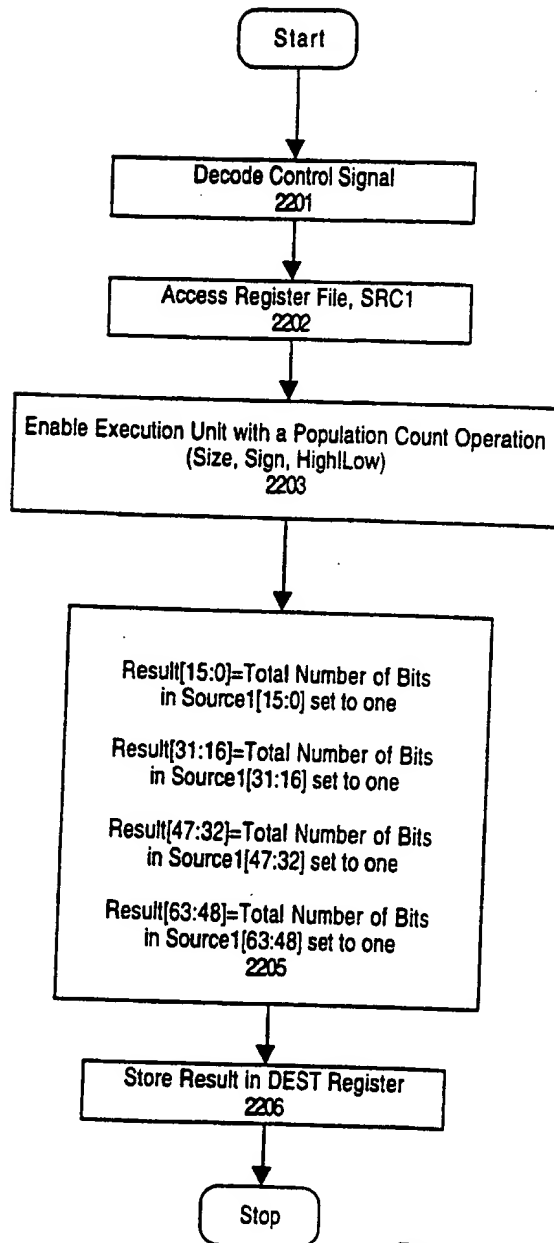 Start
Decode Control Signal
2201
Access Register File, SRC1
2202
Enable Execution Unit with a Population Count Operation
(Size, Sign, High!Low)
2203
Result[15:0]=Total Number of Bits
in Source1[15:0] set to one
Result[31:16]=Total Number of Bits
in Source1[31:16] set to one
Result[47:32]=Total Number of Bits
in Source1[47:32] set to one
Result[63:48]=Total Number of Bits
in Source1[63:48] set to one
2205
Store Result in DEST Register
2206
Stop